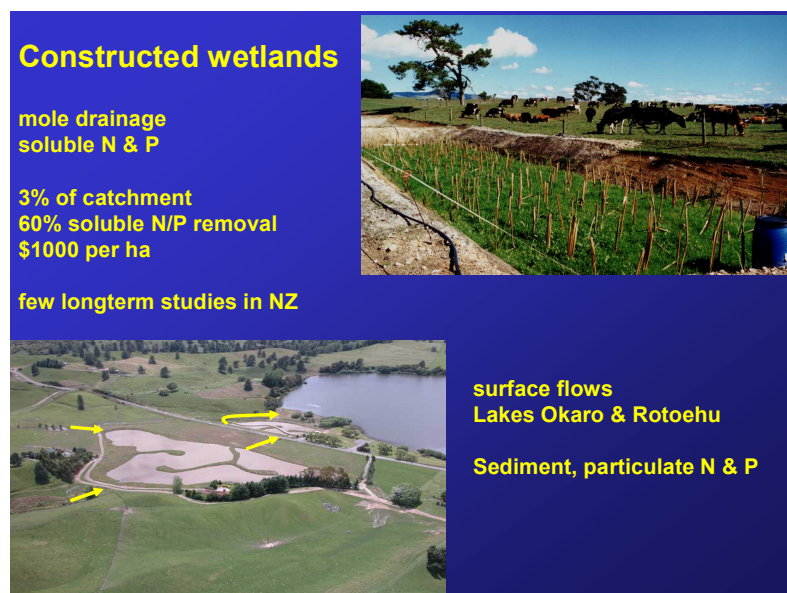 Constructed wetlands
mole drainage
soluble N & P
3% of catchment
60% soluble N/P removal
$1000 per ha
few longterm studies in NZ
surface flows
Lakes Okaro & Rotoehu
Sediment, particulate N & P